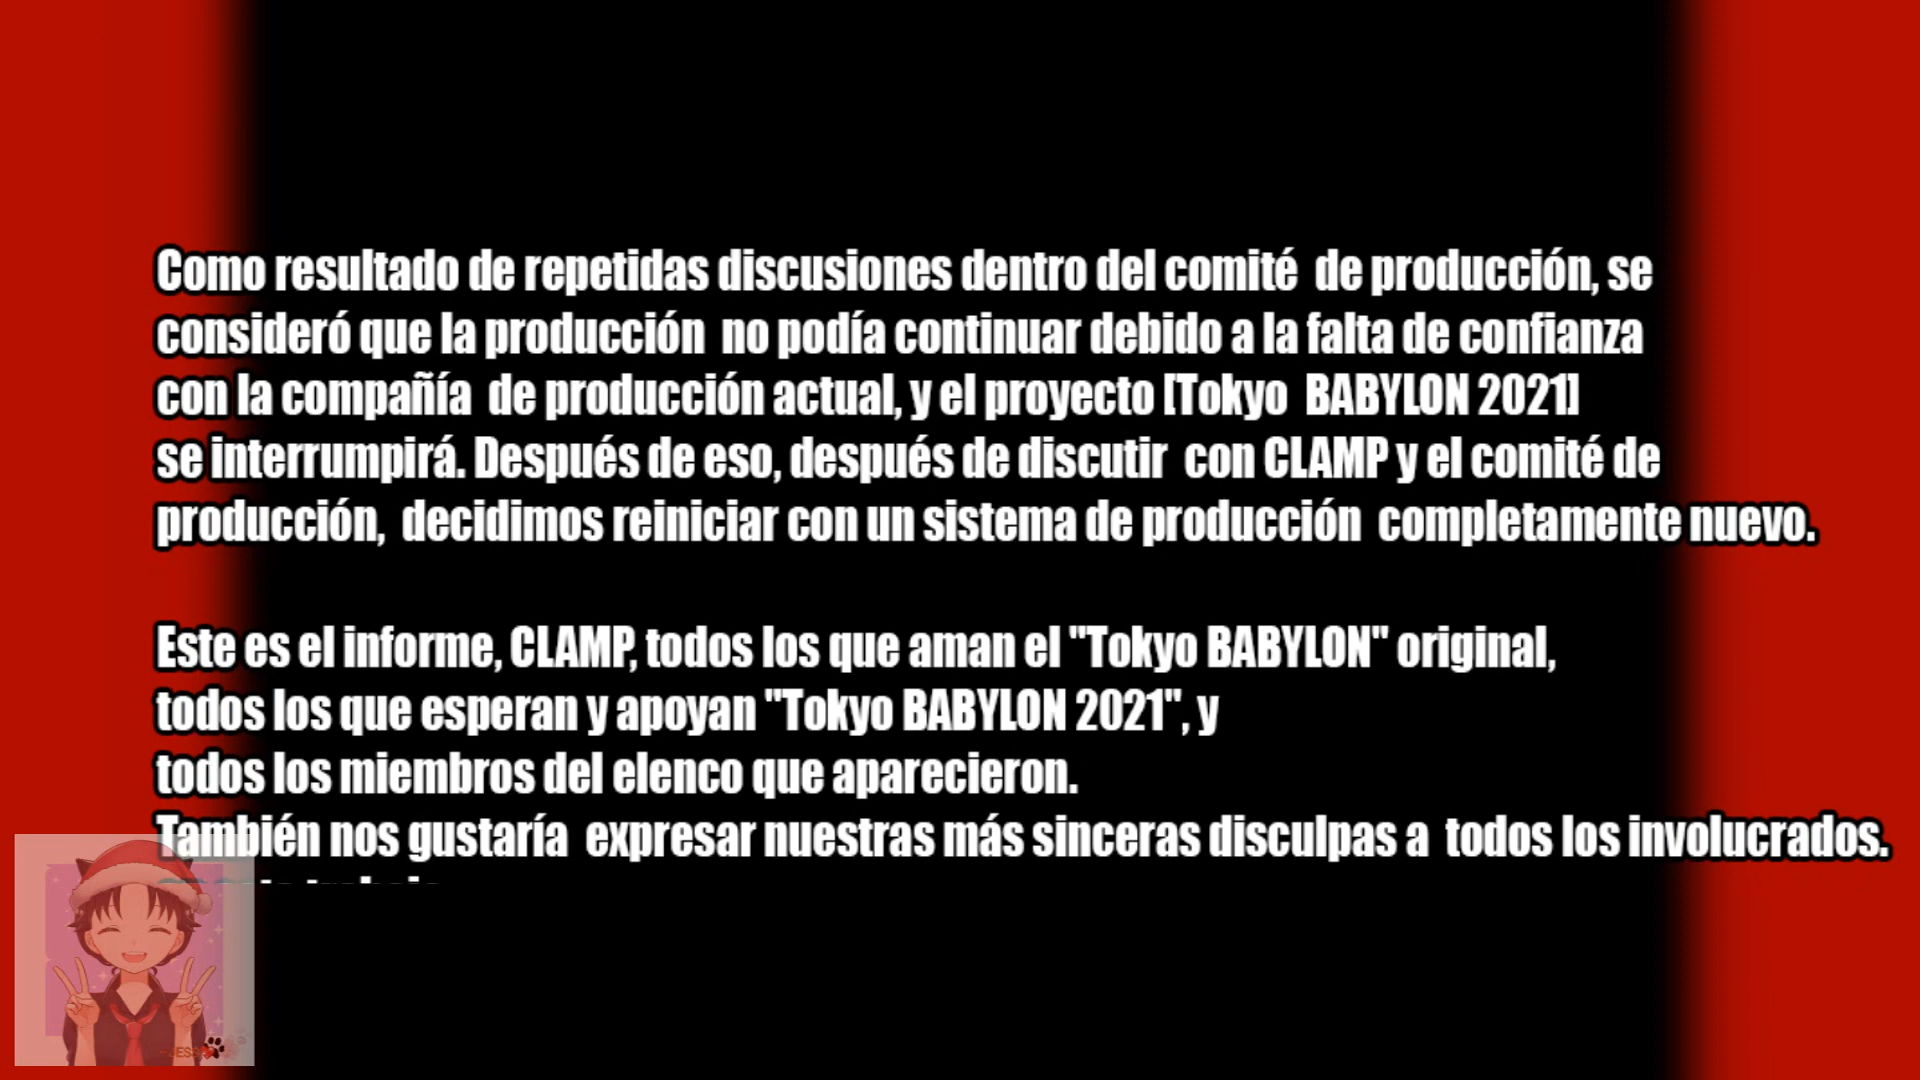 Como resultado de repetidas discusiones dentro del comité de producción, se
consideró que la producción no podía continuar debido a la falta de confianza
con la compañía de producción actual, y el proyecto [Tokyo BABYLON 2021]
se interrumpirá. Después de eso, después de discutir con CLAMP y el comité de
producción, decidimos reiniciar con un sistema de producción completamente nuevo.
Este es el informe, CLAMP, todos los que aman el "Tokyo BABYLON" original,
todos los que esperan y apoyan "Tokyo BABYLON 2021", y
todos los miembros del elenco que aparecieron.
También nos gustaría expresar nuestras más sinceras disculpas a todos los involucrados.